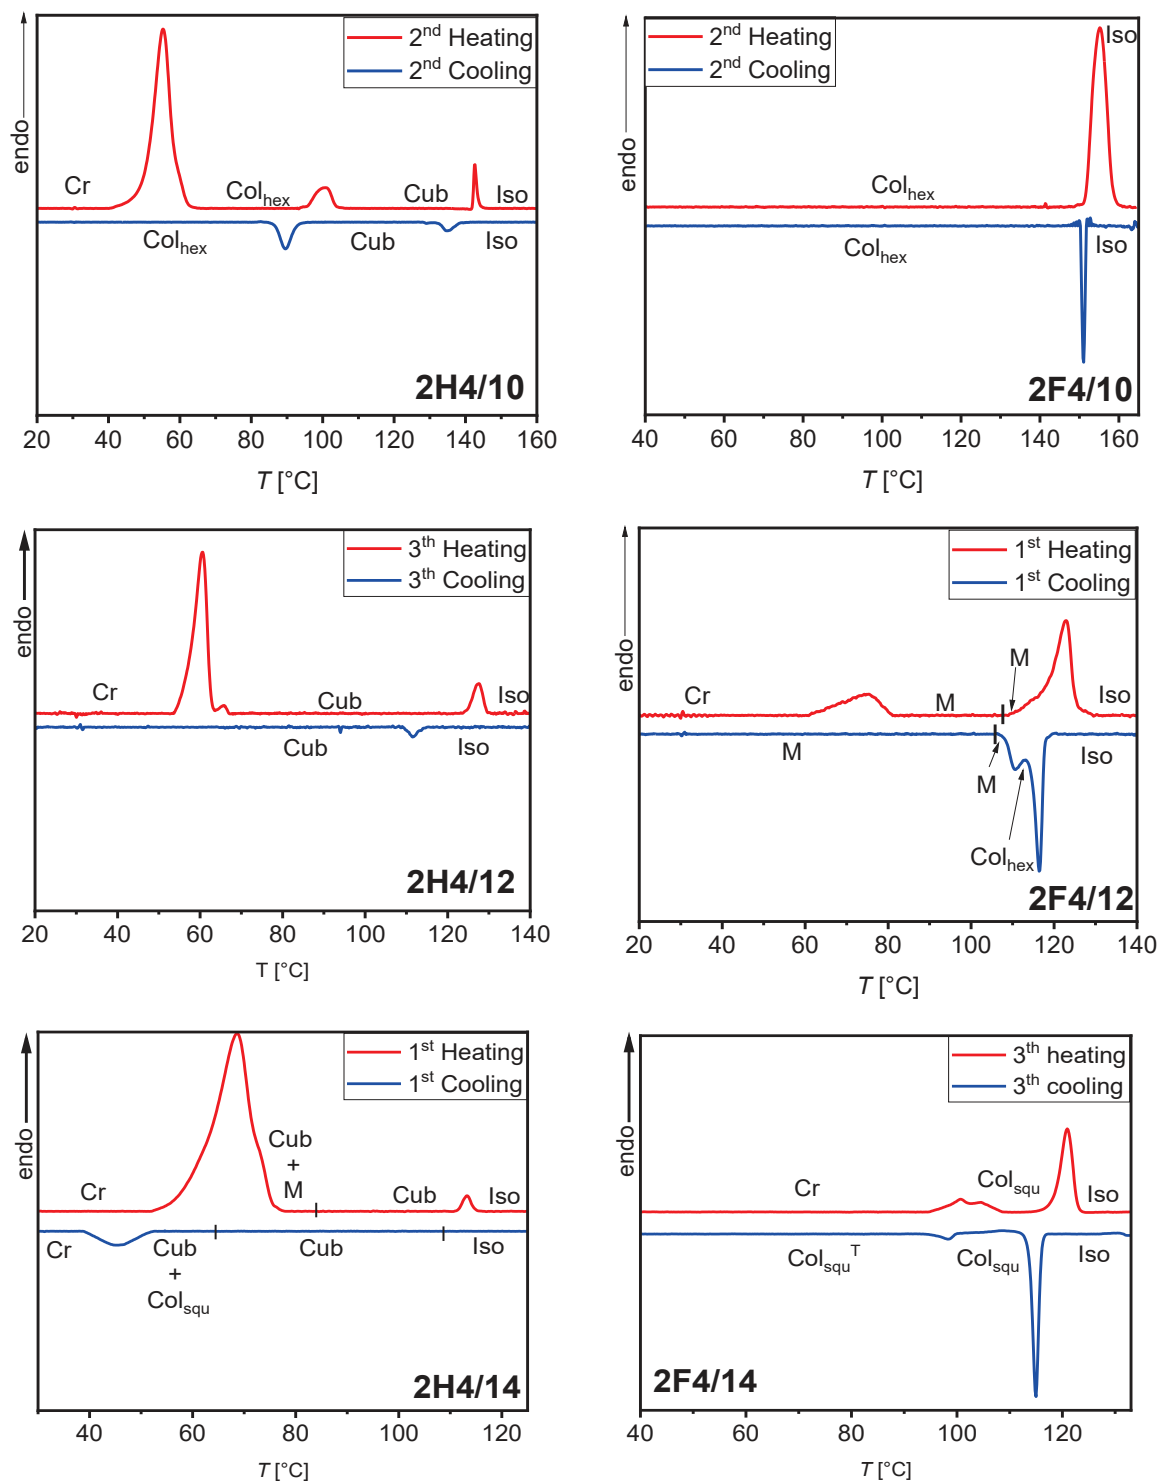 endo
2nd Heating
2nd Cooling
Cr
Colhex
Cub
Iso
Colhex
Cub
Iso
2H4/10
20 40 60 80 100 120 140 160
T [°C]
endo
2nd Heating
2nd Cooling
Iso
Colhex
Colhex
Iso
2F4/10
40 60 80 100 120 140 160
T [°C]
endo
3th Heating
3th Cooling
Cr
Cub
Iso
Cub
Iso
2H4/12
20 40 60 80 100 120 140
T [°C]
endo
1st Heating
1st Cooling
Cr
M
M
Iso
M
M
Iso
Colhex
2F4/12
20 40 60 80 100 120 140
T [°C]
endo
1st Heating
1st Cooling
Cr
Cub
+
M
Cub
Iso
Cr
Cub
+
Colsqu
Cub
Iso
2H4/14
40 60 80 100 120
T [°C]
endo
3th heating
3th cooling
Cr
Colsqu
Iso
ColsquT
Colsqu
Iso
2F4/14
40 60 80 100 120
T [°C]